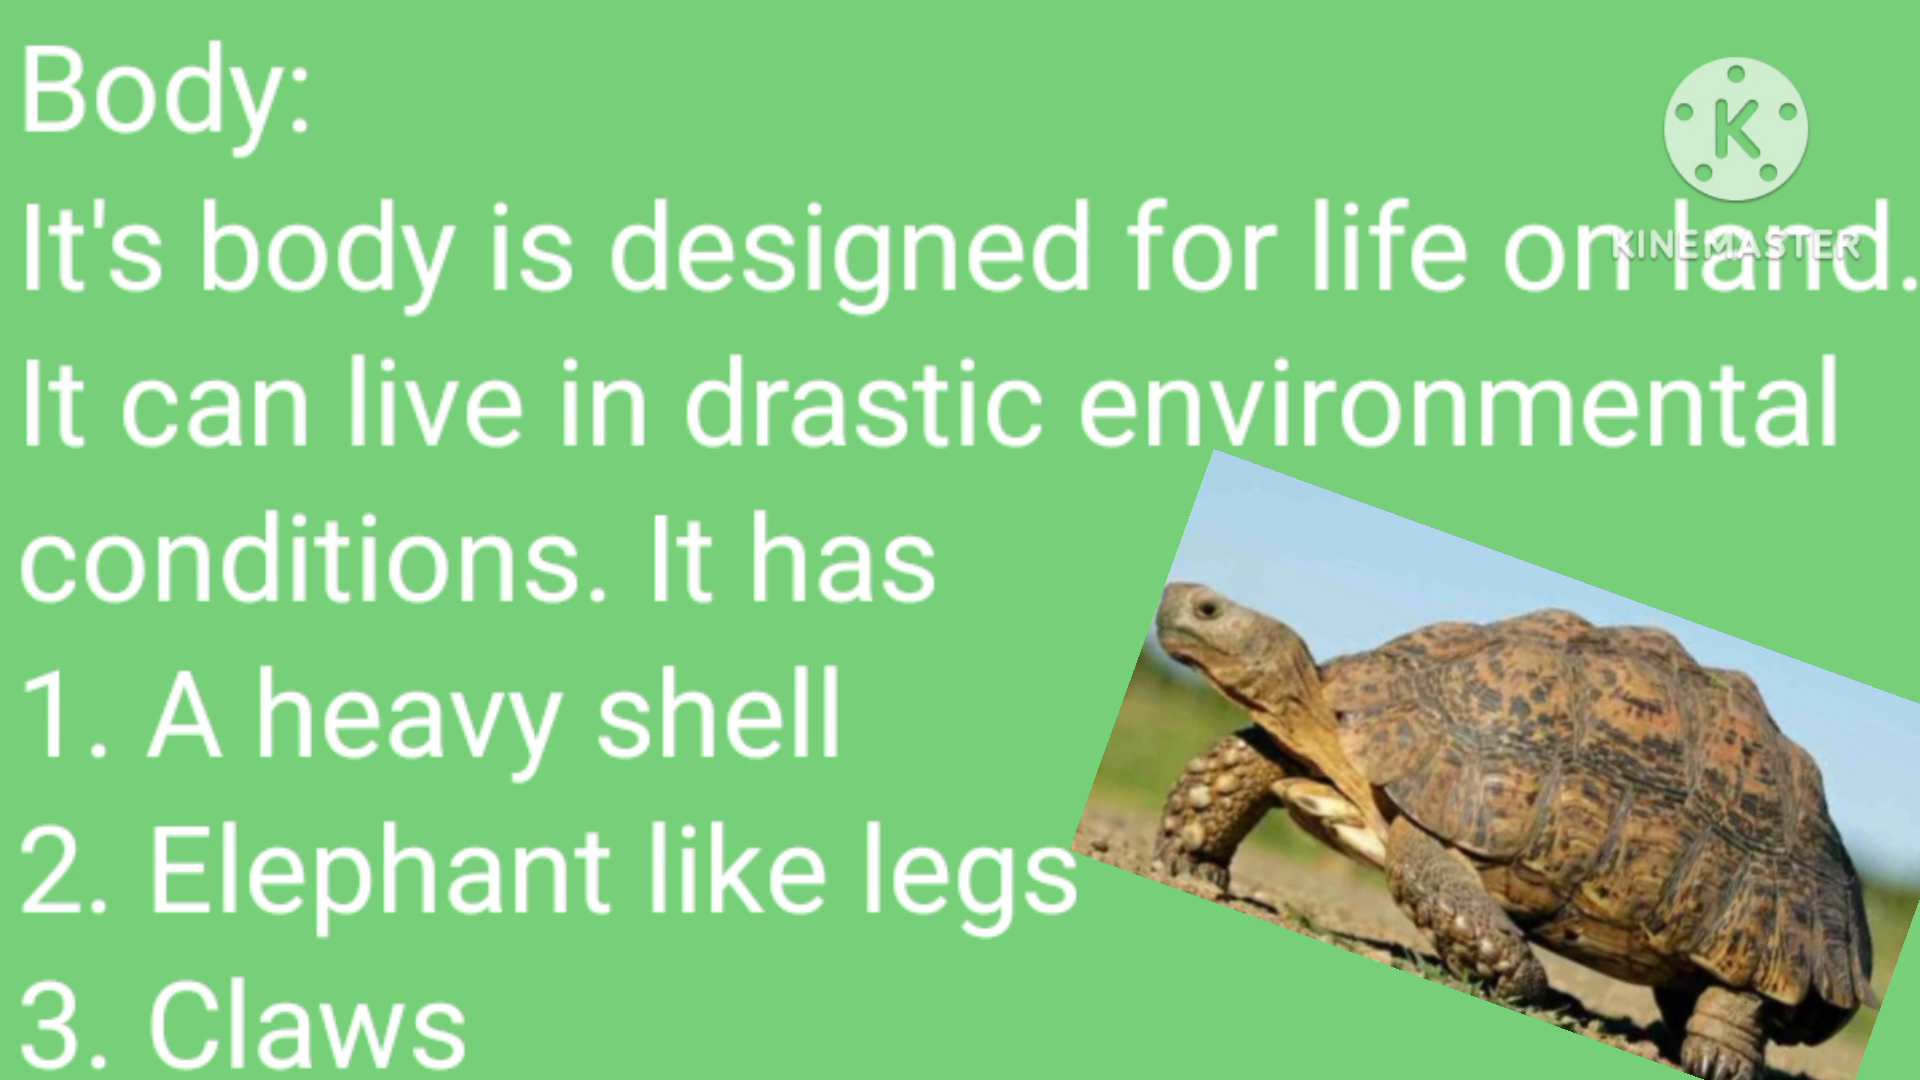 Body:
It's body is designed for life on land.
KINEMASTER
It can live in drastic environmental
conditions. It has
1. A heavy shell
2. Elephant like legs
3. Claws